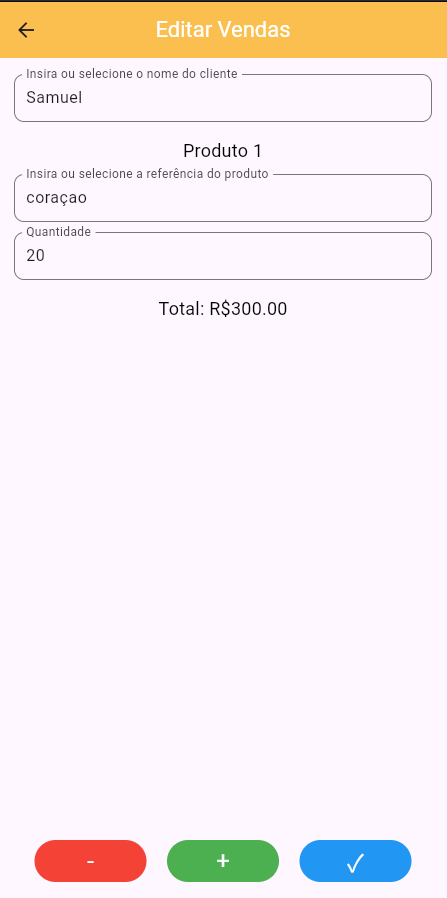 Editar Vendas
Insira ou selecione o nome do cliente
Samuel
Produto 1
Insira ou selecione a referência do produto
coraçao
Quantidade
20
Total: R$300.00
- + ✓